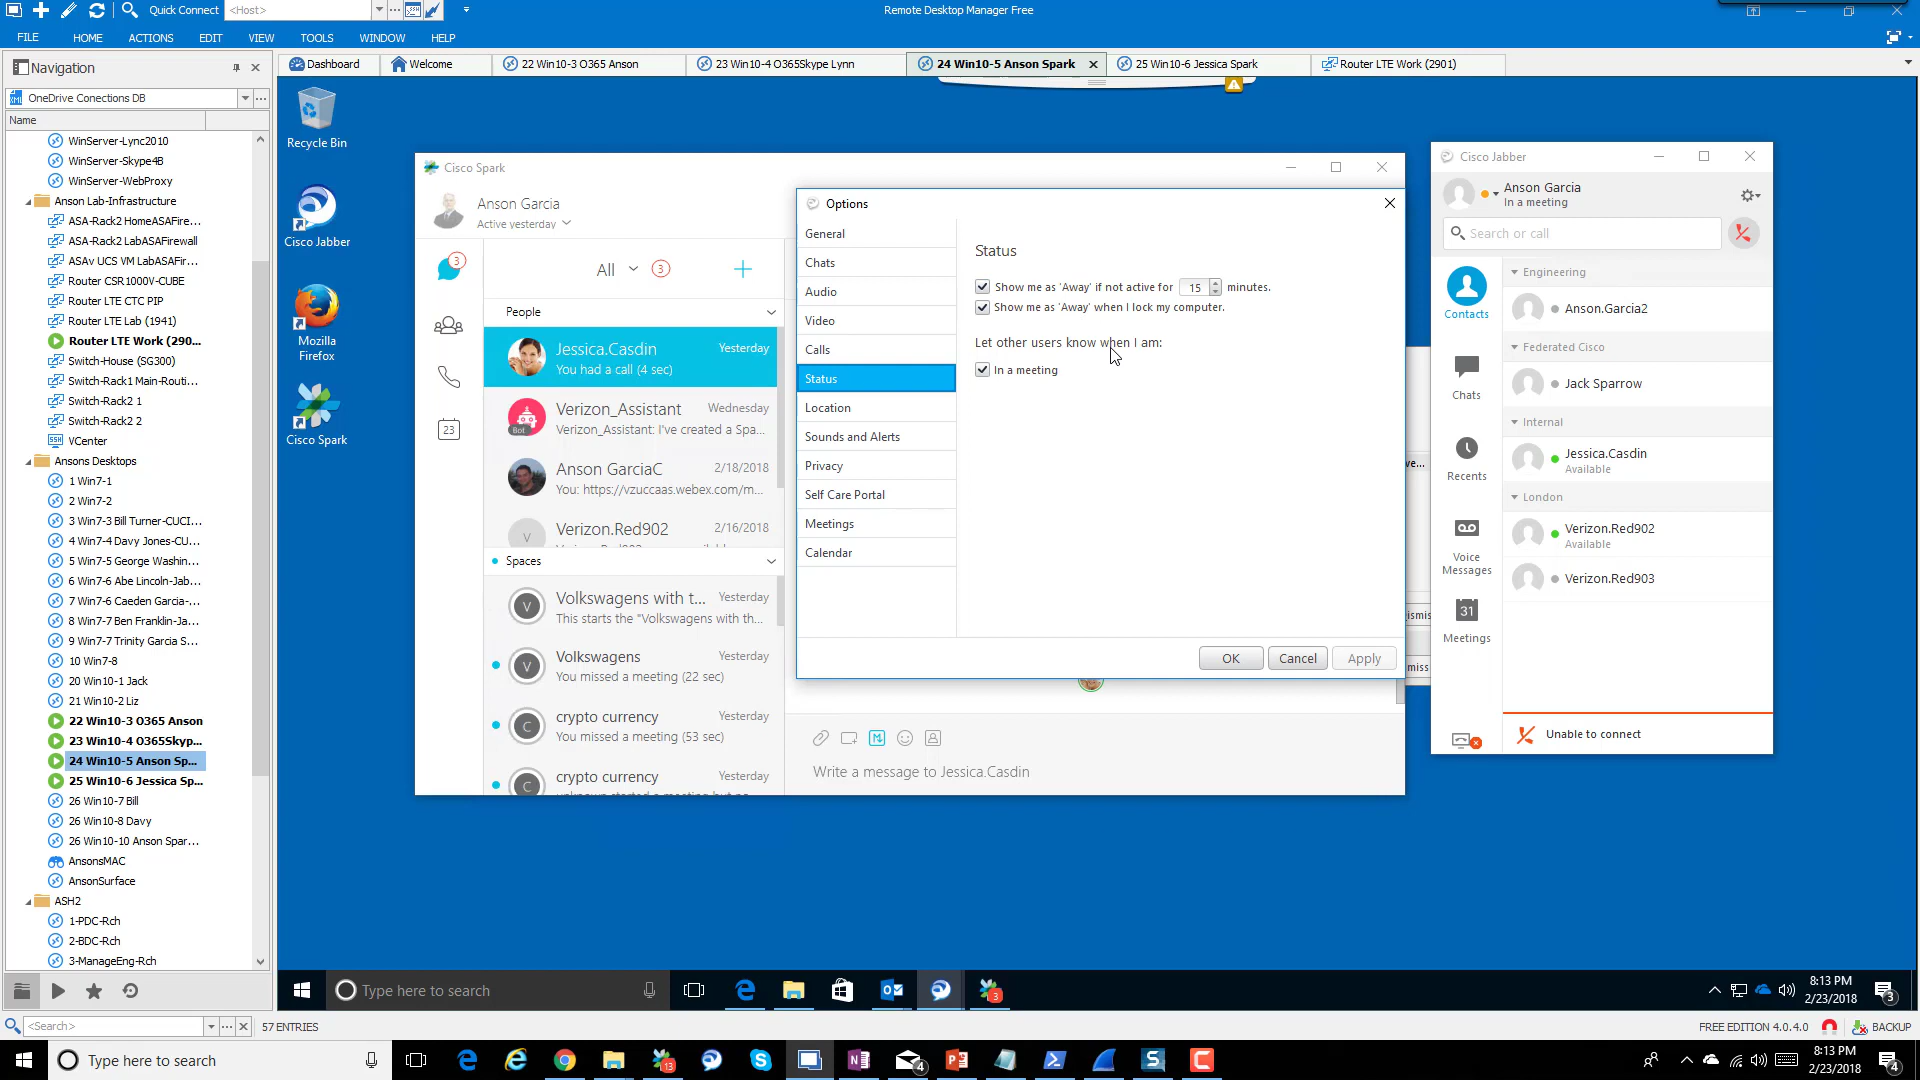 Quick Connect
<Host>
Remote Desktop Manager Free
FILE
HOME
ACTIONS
EDIT
VIEW
TOOLS
WINDOW
HELP
Navigation
Dashboard
Welcome
22 Win10-3 O365 Anson
23 Win10-4 O365Skype Lynn
24 Win10-5 Anson Spark
25 Win10-6 Jessica Spark
Router LTE Work (2901)
OneDrive Conections DB
Name
WinServer-Lync2010
WinServer-Skype4B
WinServer-WebProxy
Anson Lab-Infrastructure
ASA-Rack2 HomeASAFire...
ASA-Rack2 LabASAFirewall
ASAv UCS VM LabASAFir...
Router CSR1000V-CUBE
Router LTE CTC PIP
Router LTE Lab (1941)
Router LTE Work (290...
Switch-House (SG300)
Switch-Rack1 Main-Routi...
Switch-Rack2 1
Switch-Rack2 2
VCenter
Ansons Desktops
1 Win7-1
2 Win7-2
3 Win7-3 Bill Turner-CUCI...
4 Win7-4 Davy Jones-CU...
5 Win7-5 George Washin...
6 Win7-6 Abe Lincoln-Jab...
7 Win7-6 Caeden Garcia-...
8 Win7-7 Ben Franklin-Ja...
9 Win7-7 Trinity Garcia S...
10 Win7-8
20 Win10-1 Jack
21 Win10-2 Liz
22 Win10-3 O365 Anson
23 Win10-4 O365Skyp...
24 Win10-5 Anson Sp...
25 Win10-6 Jessica Sp...
26 Win10-7 Bill
26 Win10-8 Davy
26 Win10-10 Anson Spar...
AnsonsMAC
AnsonSurface
ASH2
1-PDC-Rch
2-BDC-Rch
3-ManageEng-Rch
<Search>
57 ENTRIES
FREE EDITION 4.0.4.0
BACKUP
Recycle Bin
Cisco Jabber
Mozilla
Firefox
Cisco Spark
Cisco Spark
Anson Garcia
Active yesterday
3
23
All
3
People
Jessica.Casdin
Yesterday
You had a call (4 sec)
Verizon_Assistant
Wednesday
Bot
Verizon_Assistant: I've created a Spa...
Anson GarciaC
2/18/2018
You: https://vzuccaas.webex.com/m...
V
Verizon.Red902
2/16/2018
Spaces
V
Volkswagens with t...
Yesterday
This starts the "Volkswagens with th...
V
Volkswagens
Yesterday
You missed a meeting (22 sec)
C
crypto currency
Yesterday
You missed a meeting (53 sec)
C
crypto currency
Yesterday
Write a message to Jessica.Casdin
Options
General
Chats
Audio
Video
Calls
Status
Location
Sounds and Alerts
Privacy
Self Care Portal
Meetings
Calendar
Status
Show me as 'Away' if not active for 15 minutes.
Show me as 'Away' when I lock my computer.
Let other users know when I am:
In a meeting
OK
Cancel
Apply
Cisco Jabber
Anson Garcia
In a meeting
Search or call
Contacts
Chats
Recents
Voice
Messages
31
Meetings
Engineering
Anson.Garcia2
Federated Cisco
Jack Sparrow
Internal
Jessica.Casdin
Available
London
Verizon.Red902
Available
Verizon.Red903
Unable to connect
Type here to search
3
8:13 PM
2/23/2018
3
Type here to search
13
4
8:13 PM
2/23/2018
4